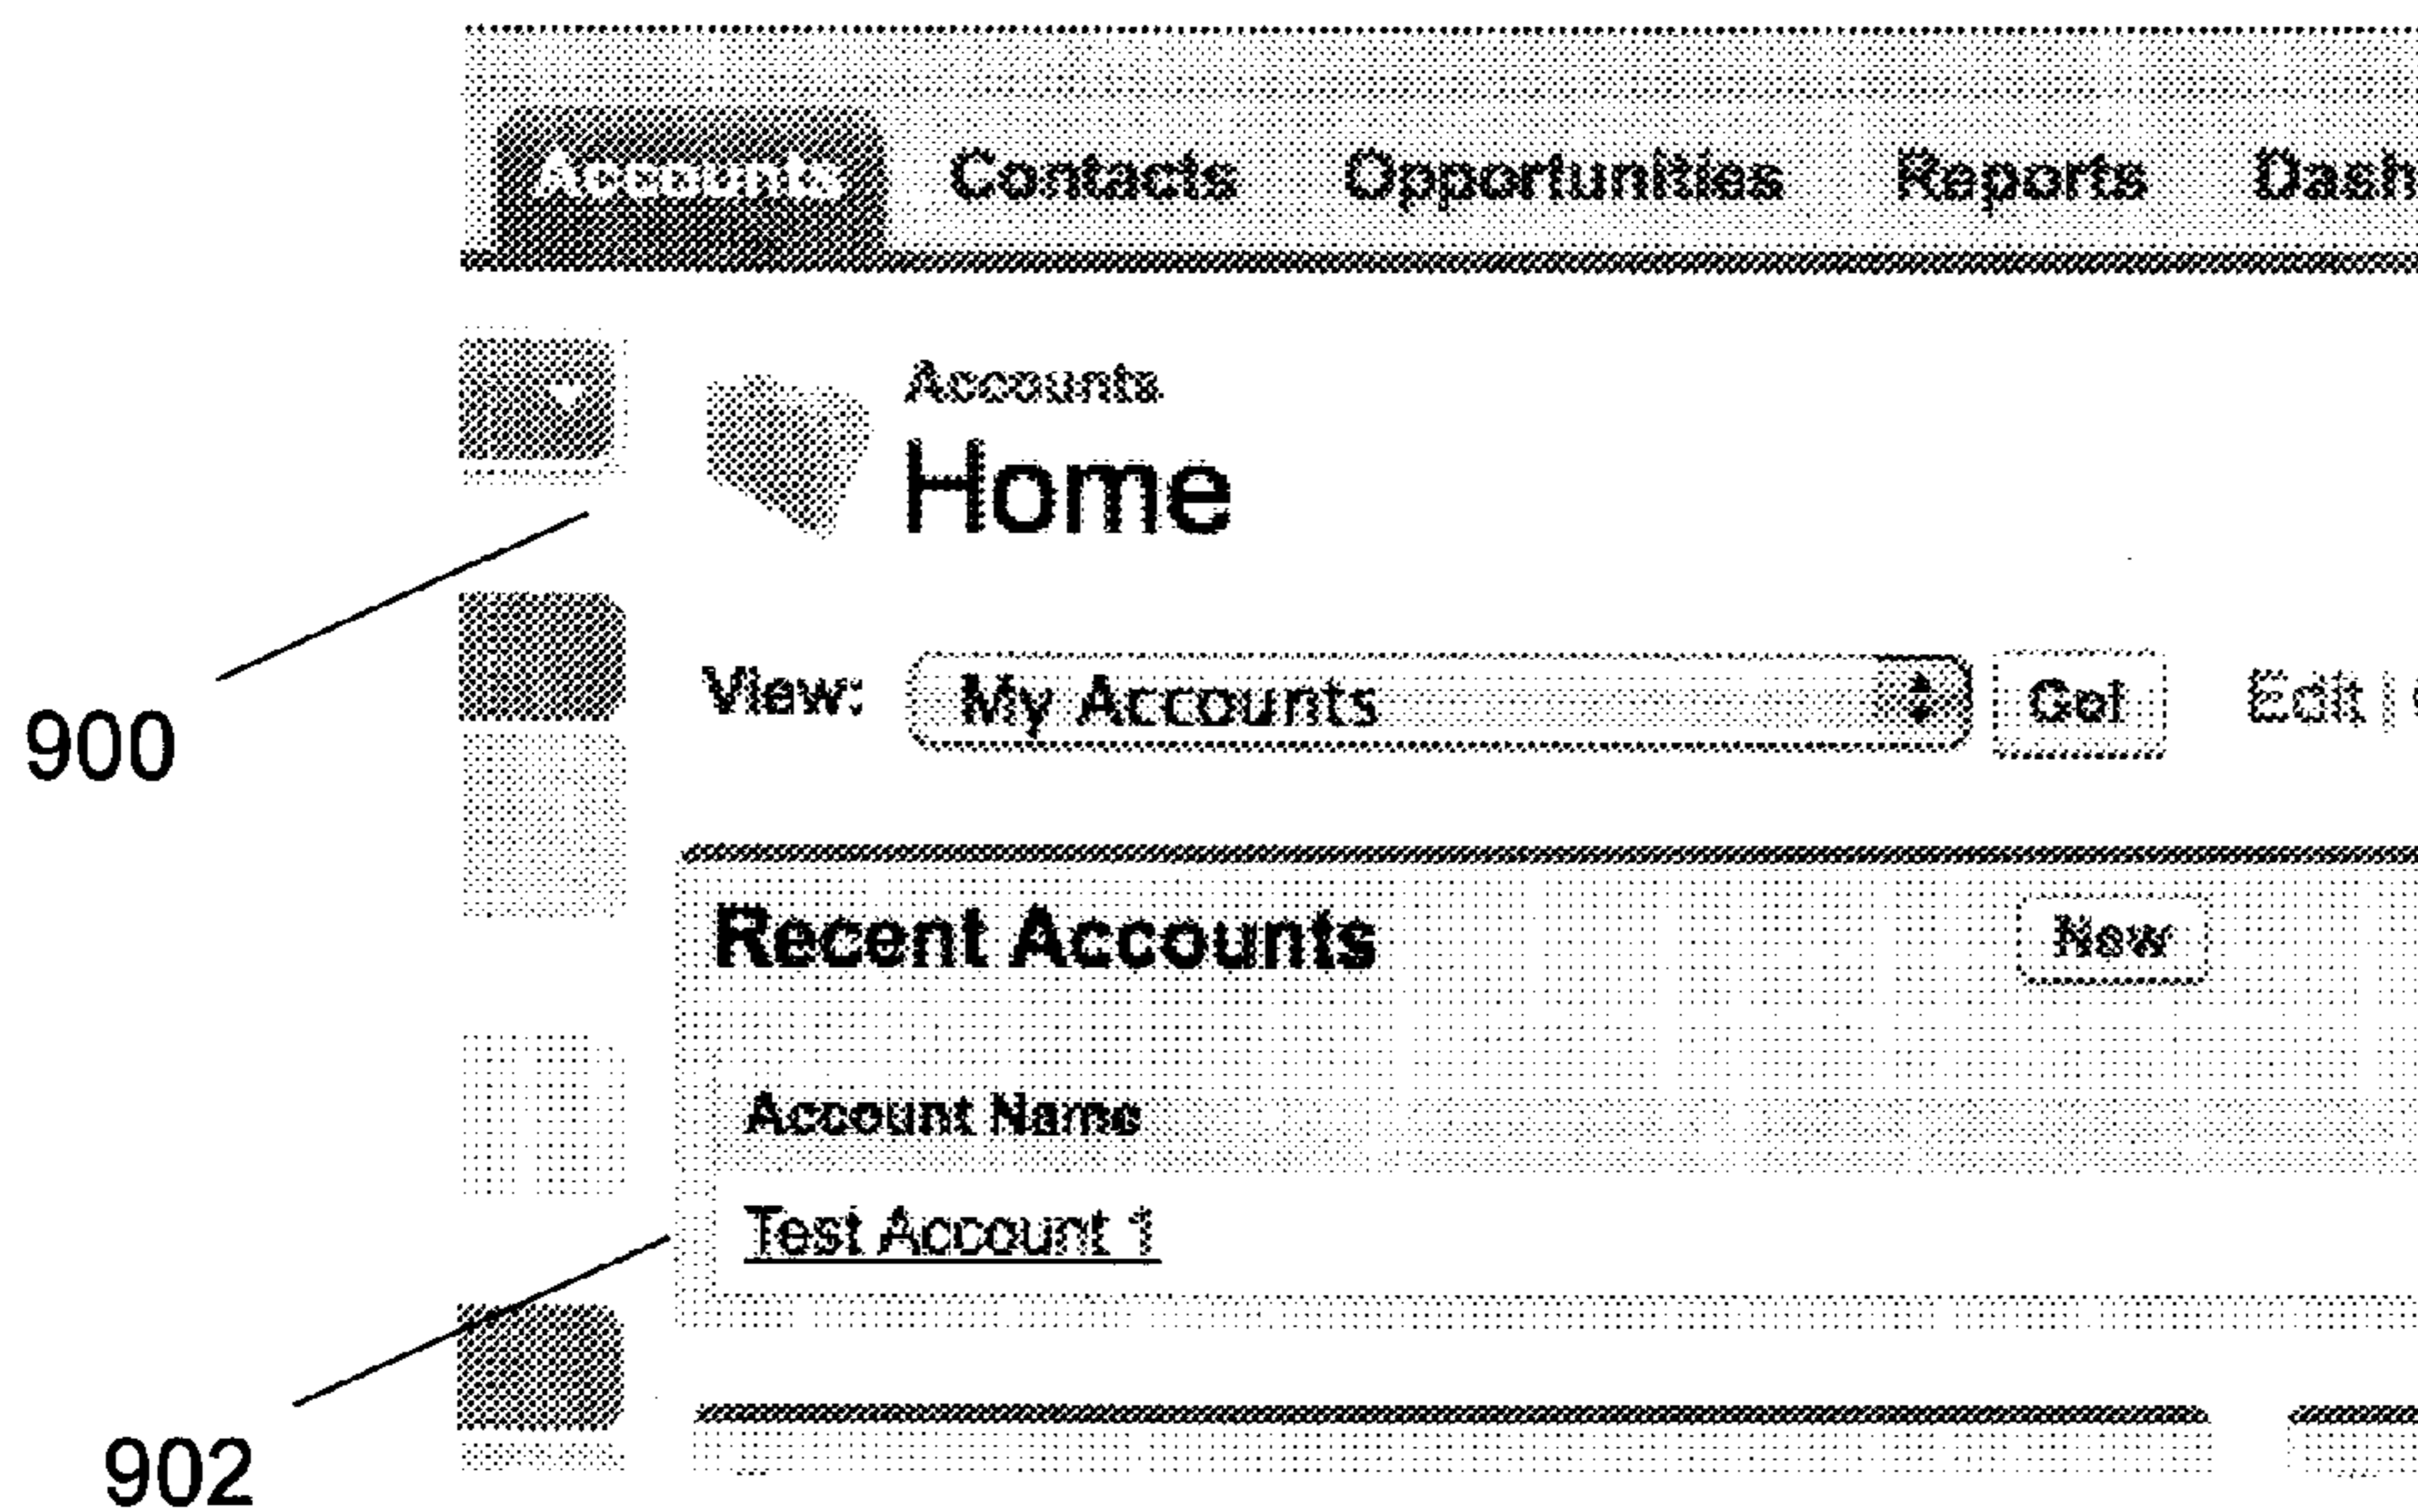 Accounts Contacts Opportunities Reports Dash
Accounts
Home
900
View: My Accounts Go! Edit |
Recent Accounts New
Account Name
Test Account 1
902